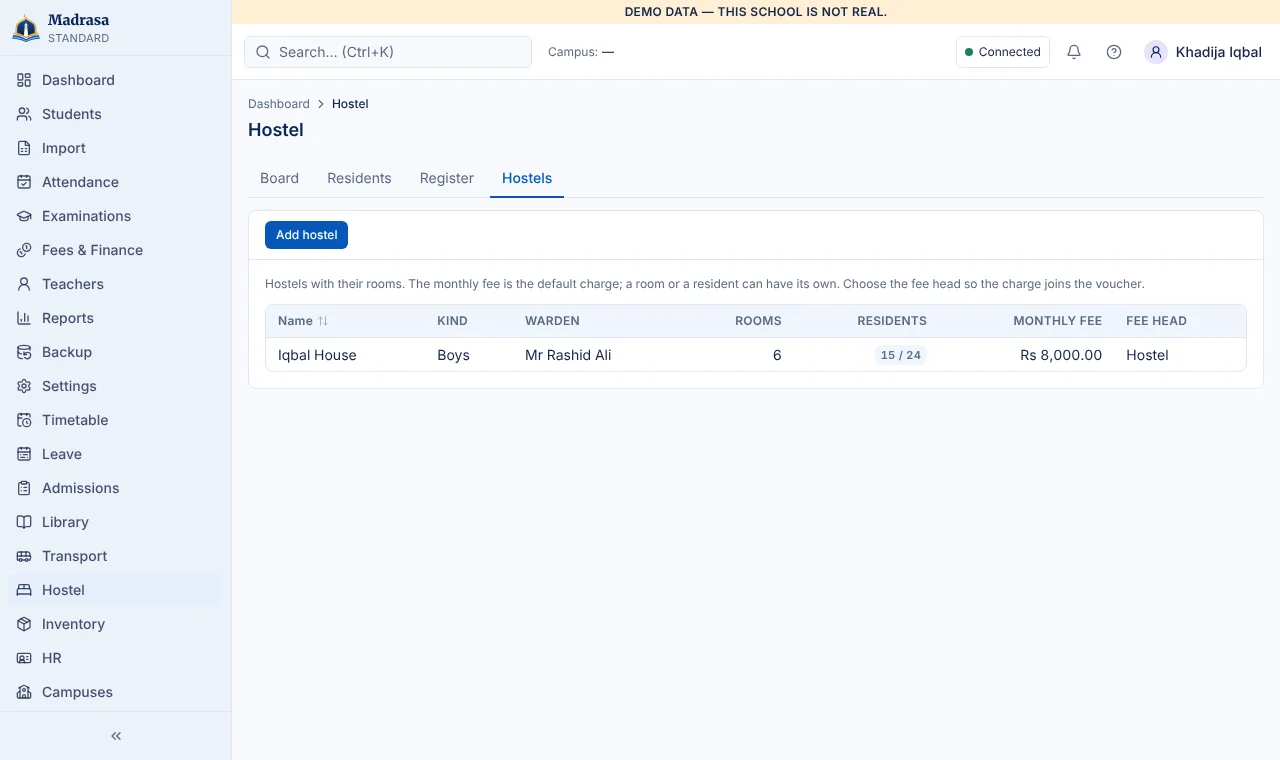 DEMO DATA — THIS SCHOOL IS NOT REAL.
Madrasa
STANDARD
Search... (Ctrl+K)
Campus: —
Connected
Khadija Iqbal
Dashboard
Students
Import
Attendance
Examinations
Fees & Finance
Teachers
Reports
Backup
Settings
Timetable
Leave
Admissions
Library
Transport
Hostel
Inventory
HR
Campuses
Dashboard > Hostel
Hostel
Board Residents Register Hostels
Add hostel
Hostels with their rooms. The monthly fee is the default charge; a room or a resident can have its own. Choose the fee head so the charge joins the voucher.
Name KIND WARDEN ROOMS RESIDENTS MONTHLY FEE FEE HEAD
Iqbal House Boys Mr Rashid Ali 6 15 / 24 Rs 8,000.00 Hostel